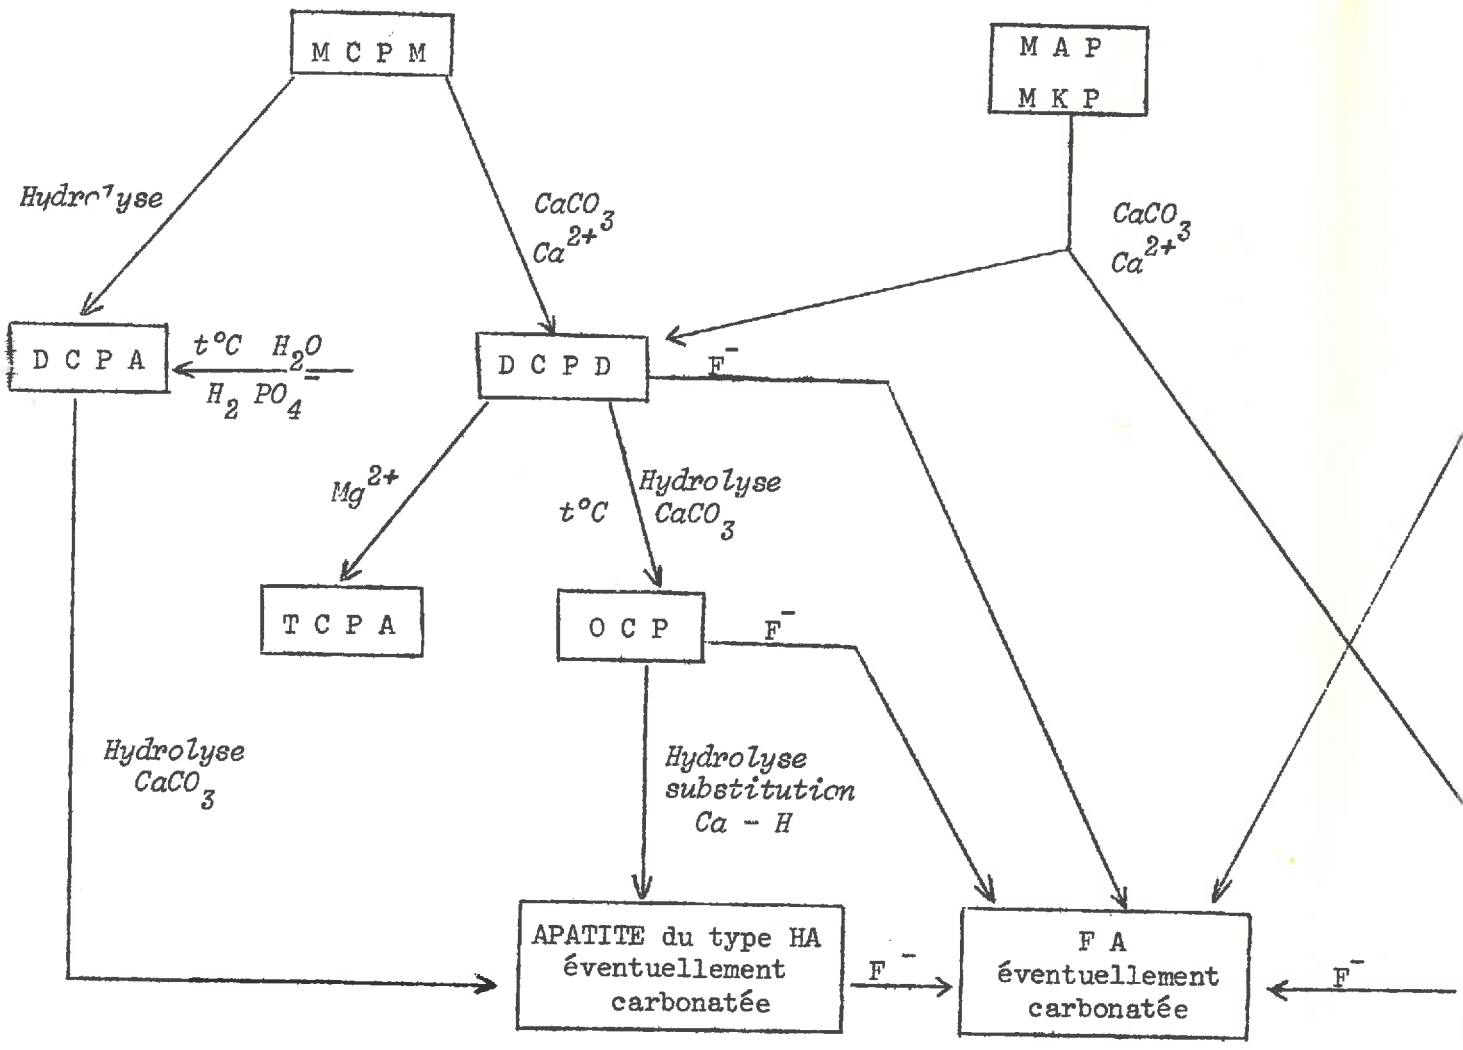 M C P M
M A P
M K P
Hydrolyse
CaCO3
Ca2+
CaCO3
Ca2+
D C P A
t°C H2O
H2 PO4-
D C P D
F-
Mg2+
t°C
Hydrolyse
CaCO3
T C P A
O C P
F-
Hydrolyse
CaCO3
Hydrolyse
substitution
Ca - H
APATITE du type HA
éventuellement
carbonatée
F-
F A
éventuellement
carbonatée
F-